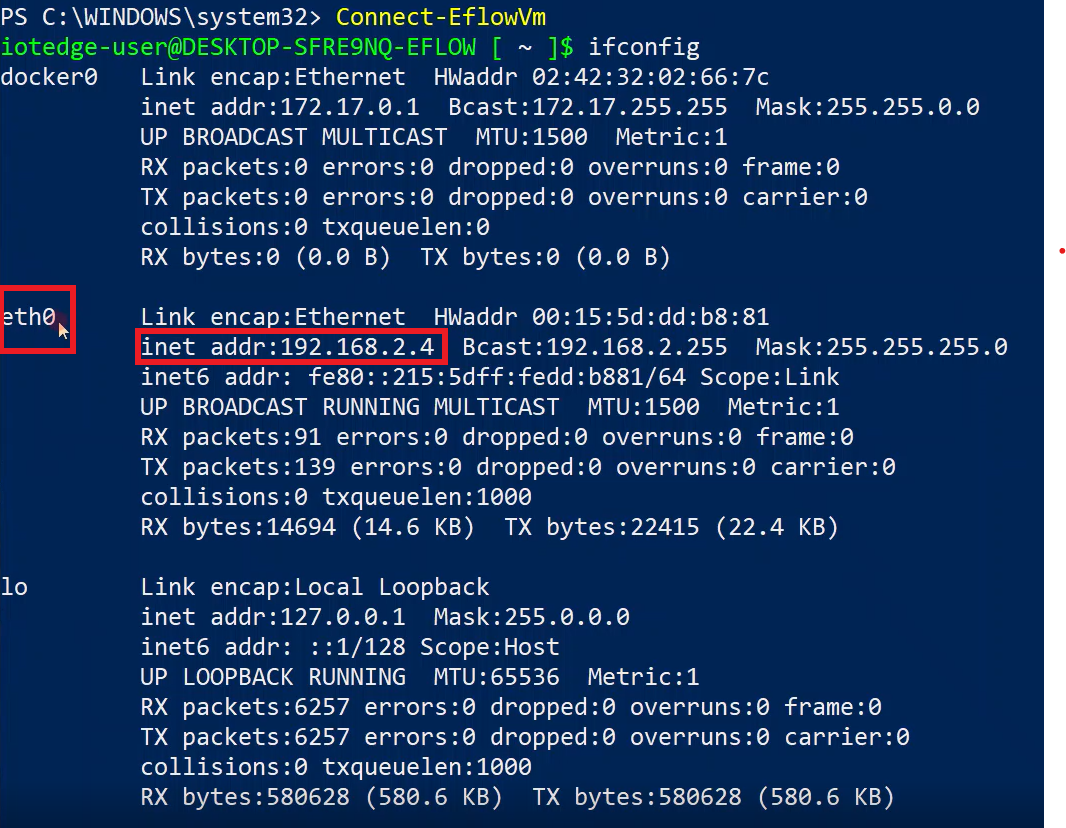 PS C:\WINDOWS\system32> Connect-EflowVm
iotedge-user@DESKTOP-SFRE9NQ-EFLOW [ ~ ]$ ifconfig
docker0   Link encap:Ethernet  HWaddr 02:42:32:02:66:7c
          inet addr:172.17.0.1  Bcast:172.17.255.255  Mask:255.255.0.0
          UP BROADCAST MULTICAST  MTU:1500  Metric:1
          RX packets:0 errors:0 dropped:0 overruns:0 frame:0
          TX packets:0 errors:0 dropped:0 overruns:0 carrier:0
          collisions:0 txqueuelen:0
          RX bytes:0 (0.0 B)  TX bytes:0 (0.0 B)

eth0      Link encap:Ethernet  HWaddr 00:15:5d:dd:b8:81
          inet addr:192.168.2.4  Bcast:192.168.2.255  Mask:255.255.255.0
          inet6 addr: fe80::215:5dff:fedd:b881/64 Scope:Link
          UP BROADCAST RUNNING MULTICAST  MTU:1500  Metric:1
          RX packets:91 errors:0 dropped:0 overruns:0 frame:0
          TX packets:139 errors:0 dropped:0 overruns:0 carrier:0
          collisions:0 txqueuelen:1000
          RX bytes:14694 (14.6 KB)  TX bytes:22415 (22.4 KB)

lo        Link encap:Local Loopback
          inet addr:127.0.0.1  Mask:255.0.0.0
          inet6 addr: ::1/128 Scope:Host
          UP LOOPBACK RUNNING  MTU:65536  Metric:1
          RX packets:6257 errors:0 dropped:0 overruns:0 frame:0
          TX packets:6257 errors:0 dropped:0 overruns:0 carrier:0
          collisions:0 txqueuelen:1000
          RX bytes:580628 (580.6 KB)  TX bytes:580628 (580.6 KB)